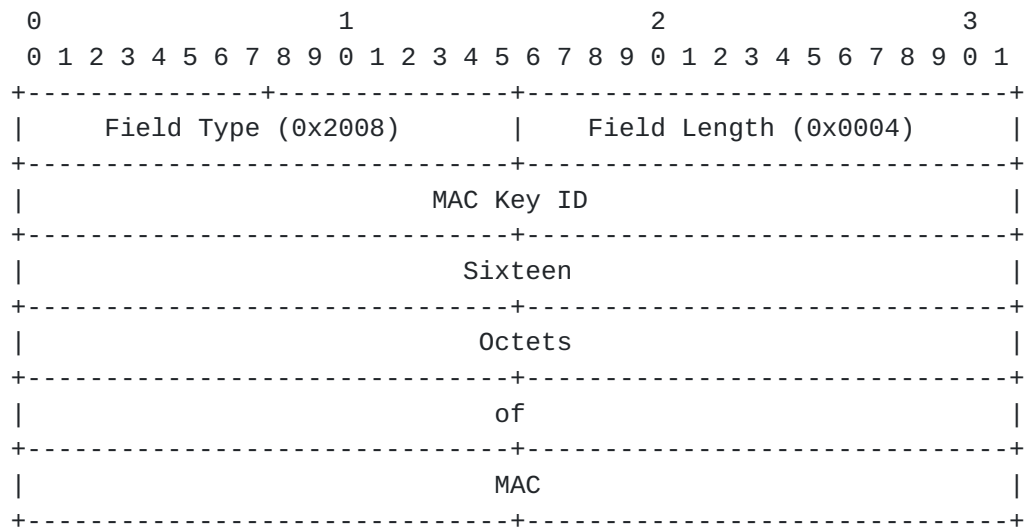 0                   1                   2                   3
 0 1 2 3 4 5 6 7 8 9 0 1 2 3 4 5 6 7 8 9 0 1 2 3 4 5 6 7 8 9 0 1
+---------------+---------------+-------------------------------+
|     Field Type (0x2008)       |    Field Length (0x0004)      |
+-------------------------------+-------------------------------+
|                          MAC Key ID                           |
+-------------------------------+-------------------------------+
|                            Sixteen                            |
+-------------------------------+-------------------------------+
|                             Octets                            |
+-------------------------------+-------------------------------+
|                              of                               |
+-------------------------------+-------------------------------+
|                              MAC                              |
+-------------------------------+-------------------------------+